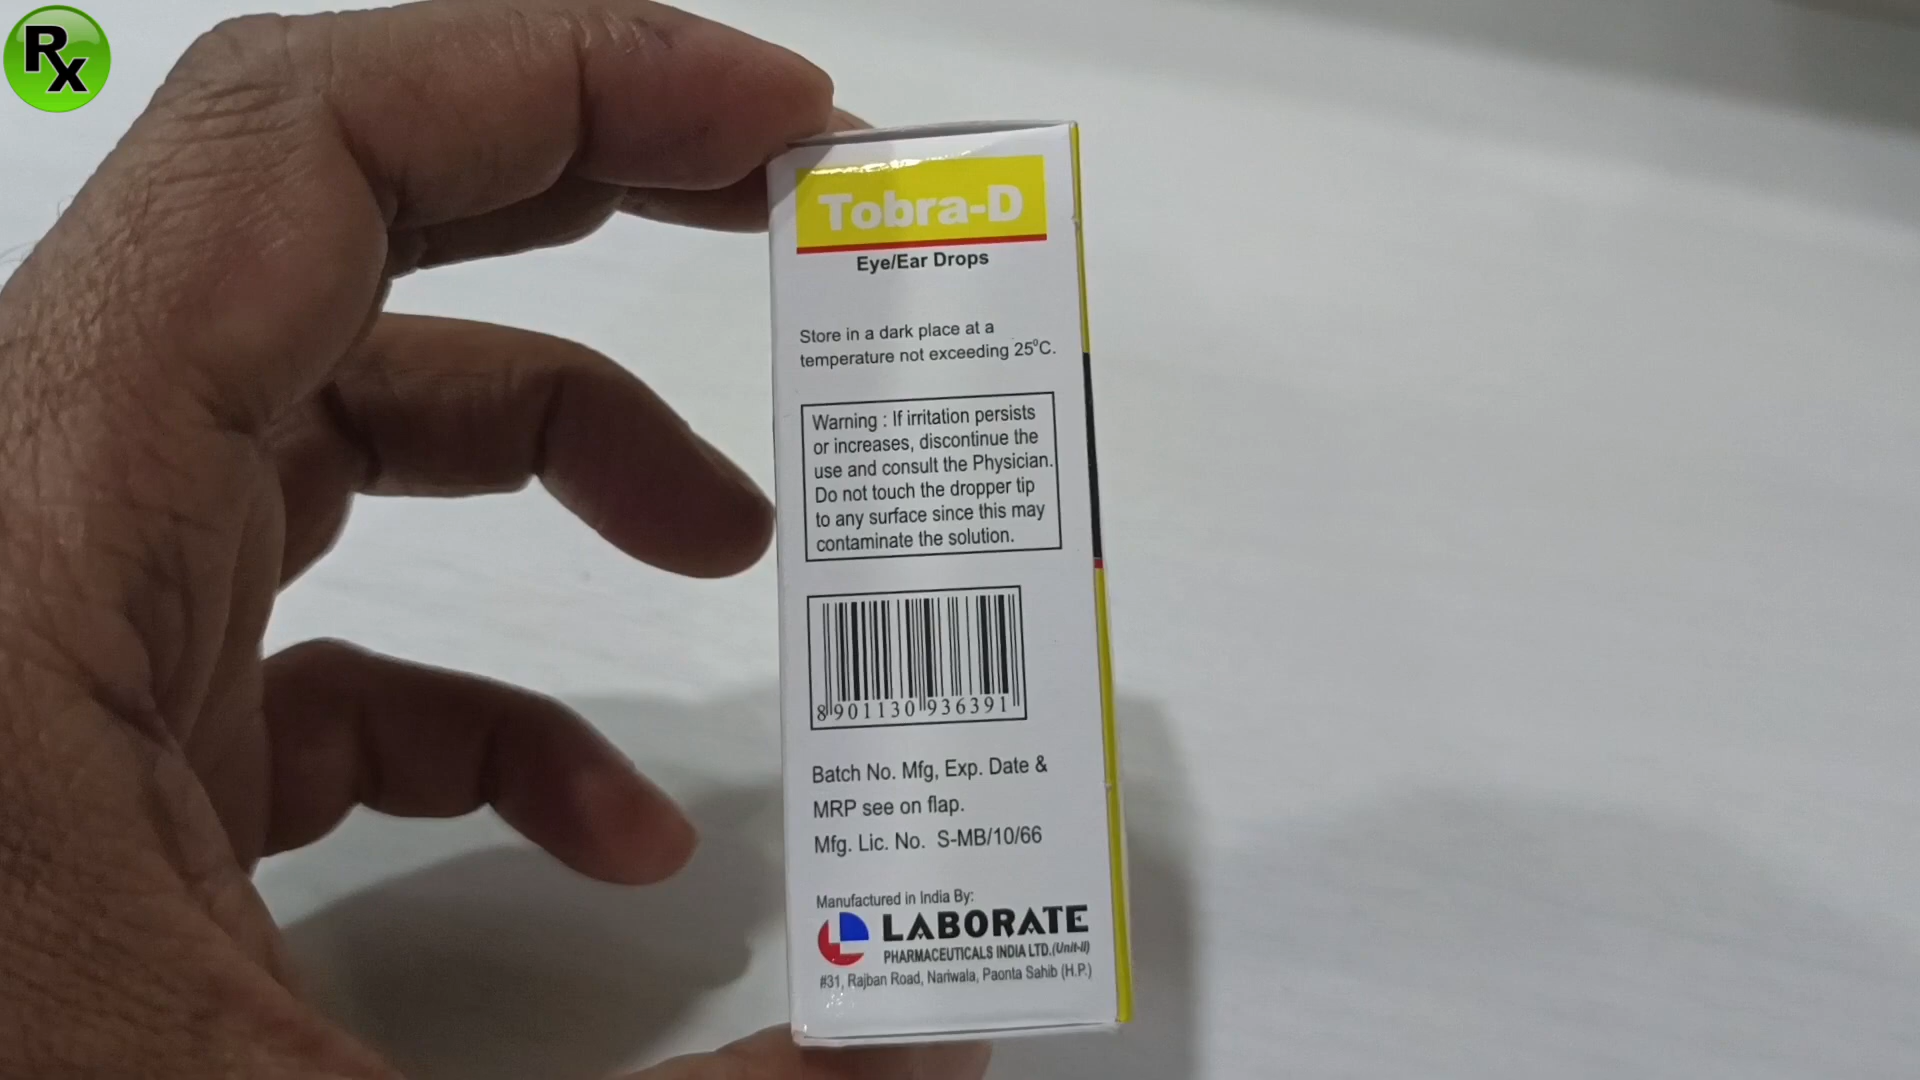 Rx
Tobra-D
Eye/Ear Drops
Store in a dark place at a
temperature not exceeding 25°C.
Warning : If irritation persists
or increases, discontinue the
use and consult the Physician.
Do not touch the dropper tip
to any surface since this may
contaminate the solution.
8901130936391
Batch No. Mfg, Exp. Date &
MRP see on flap.
Mfg. Lic. No. S-MB/10/66
Manufactured in India By:
LABORATE
PHARMACEUTICALS INDIA LTD.(Unit-II)
#31, Rajban Road, Nariwala, Paonta Sahib (H.P.)